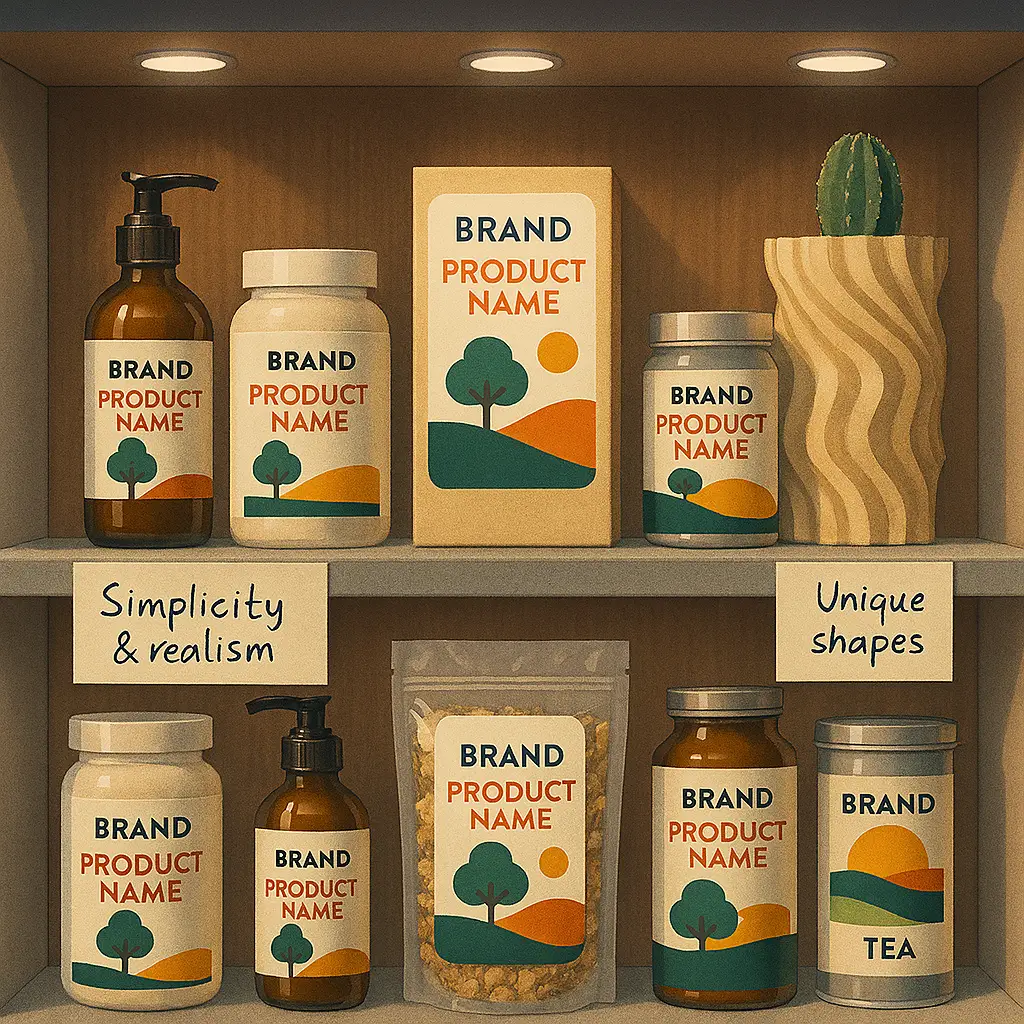 BRAND
PRODUCT
NAME
BRAND
PRODUCT
NAME
BRAND
PRODUCT
NAME
BRAND
PRODUCT
NAME
Simplicity
& realism
Unique
shapes
BRAND
PRODUCT
NAME
BRAND
PRODUCT
NAME
BRAND
PRODUCT
NAME
BRAND
PRODUCT
NAME
BRAND
TEA